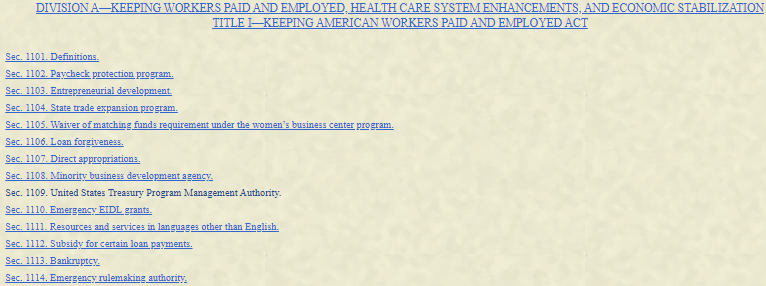 DIVISION A—KEEPING WORKERS PAID AND EMPLOYED, HEALTH CARE SYSTEM ENHANCEMENTS, AND ECONOMIC STABILIZATION
TITLE I—KEEPING AMERICAN WORKERS PAID AND EMPLOYED ACT
Sec. 1101. Definitions.
Sec. 1102. Paycheck protection program.
Sec. 1103. Entrepreneurial development.
Sec. 1104. State trade expansion program.
Sec. 1105. Waiver of matching funds requirement under the women’s business center program.
Sec. 1106. Loan forgiveness.
Sec. 1107. Direct appropriations.
Sec. 1108. Minority business development agency.
Sec. 1109. United States Treasury Program Management Authority.
Sec. 1110. Emergency EIDL grants.
Sec. 1111. Resources and services in languages other than English.
Sec. 1112. Subsidy for certain loan payments.
Sec. 1113. Bankruptcy.
Sec. 1114. Emergency rulemaking authority.